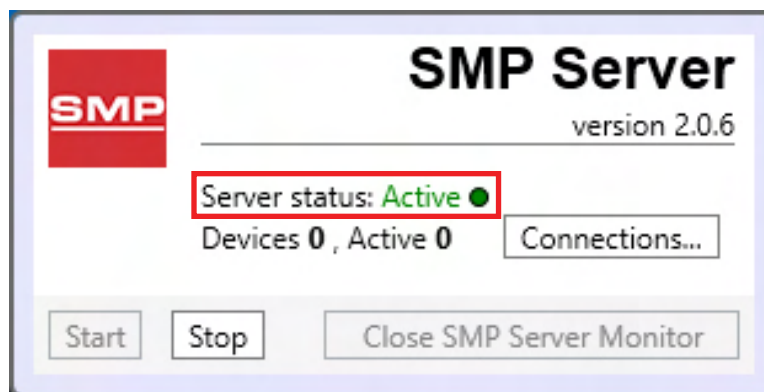 SMP
SMP Server
version 2.0.6
Server status: Active
Devices 0 , Active 0
Connections...
Start
Stop
Close SMP Server Monitor